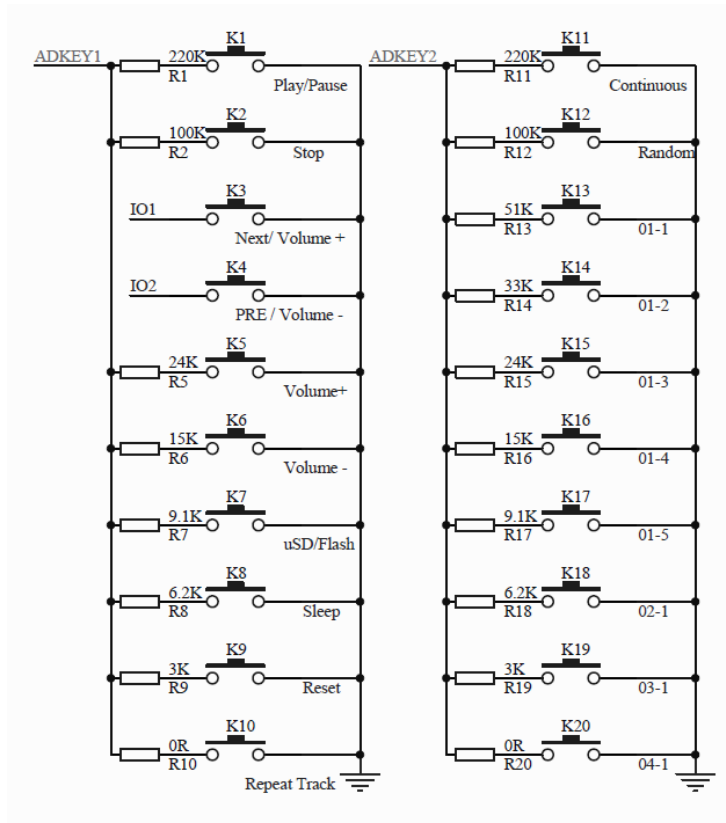 ADKEY1 220K K1
R1 Play/Pause
100K K2
R2 Stop
IO1 K3
Next/ Volume +
IO2 K4
PRE / Volume -
24K K5
R5 Volume+
15K K6
R6 Volume -
9.1K K7
R7 uSD/Flash
6.2K K8
R8 Sleep
3K K9
R9 Reset
0R K10
R10
Repeat Track
ADKEY2 220K K11
R11 Continuous
100K K12
R12 Random
51K K13
R13 01-1
33K K14
R14 01-2
24K K15
R15 01-3
15K K16
R16 01-4
9.1K K17
R17 01-5
6.2K K18
R18 02-1
3K K19
R19 03-1
0R K20
R20 04-1